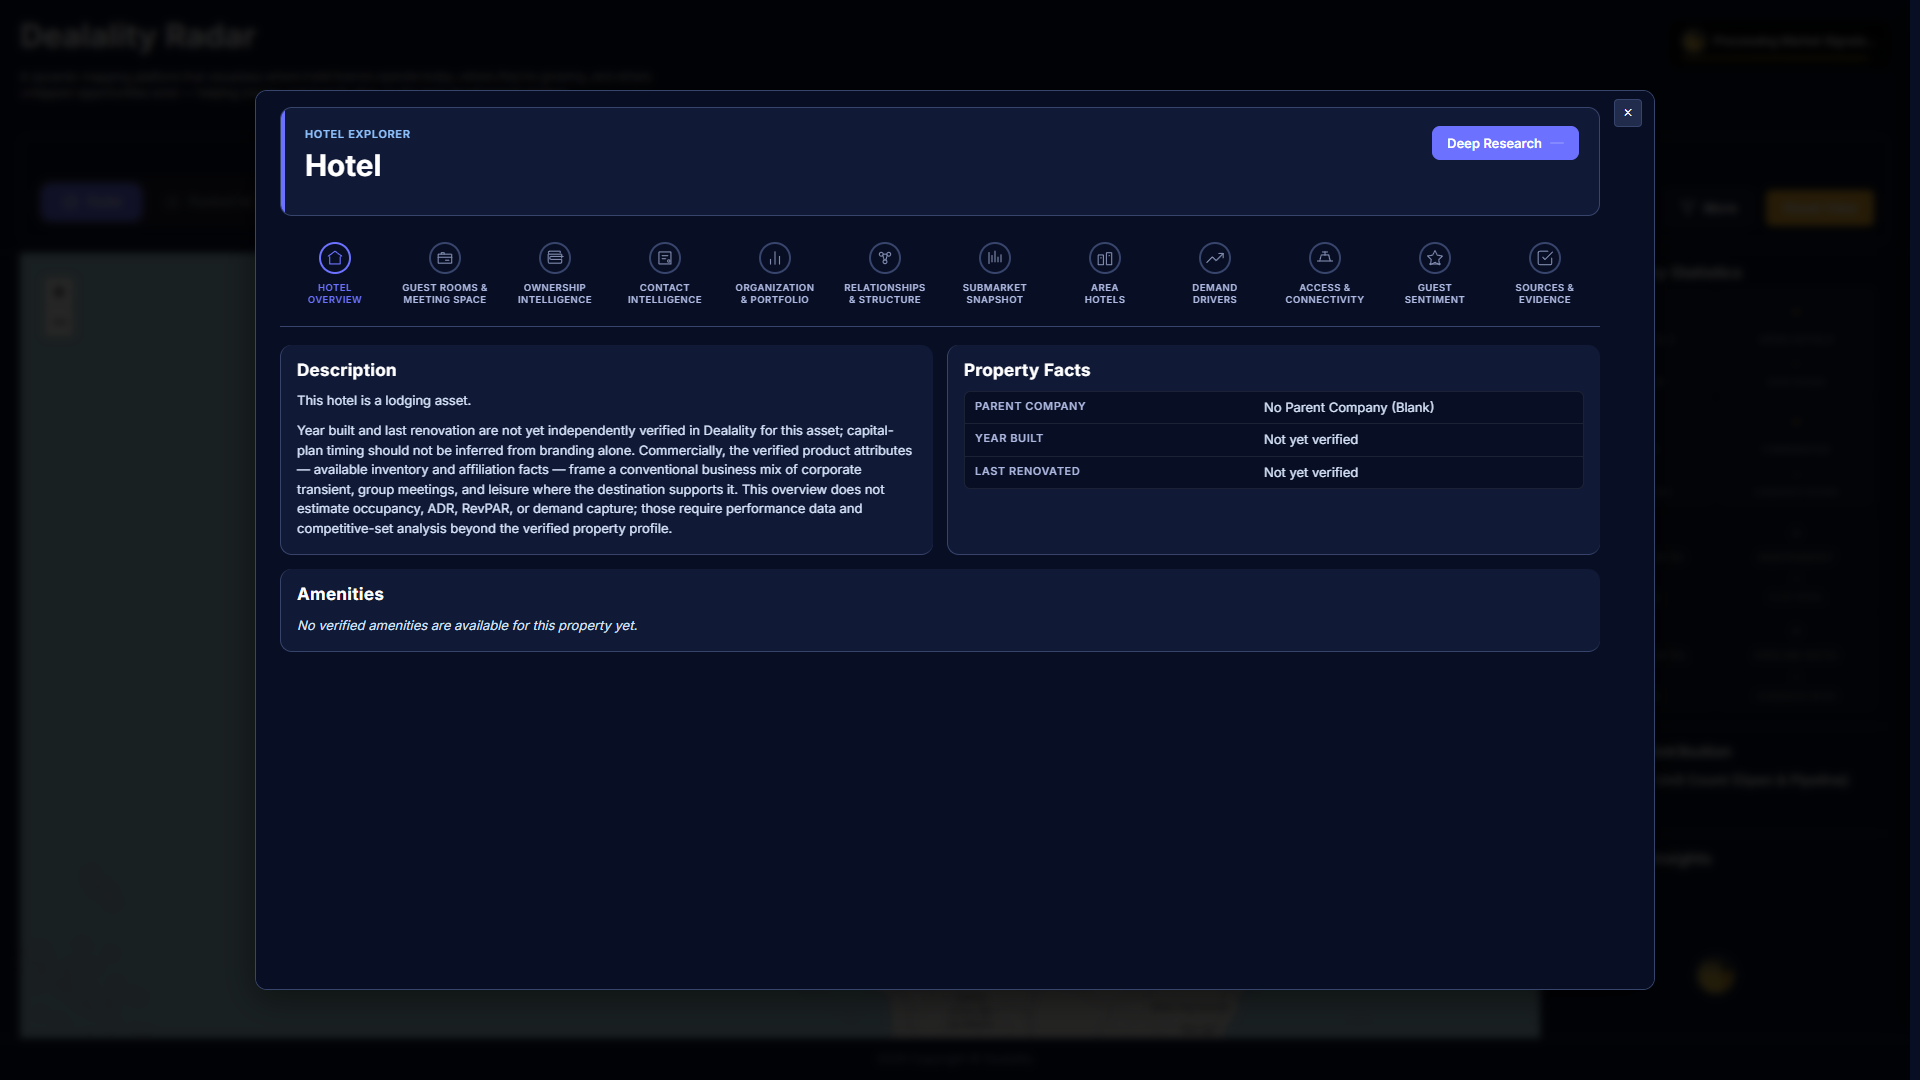 Dealality Radar
HOTEL EXPLORER
Hotel
Deep Research
×
HOTEL
OVERVIEW
GUEST ROOMS &
MEETING SPACE
OWNERSHIP
INTELLIGENCE
CONTACT
INTELLIGENCE
ORGANIZATION
& PORTFOLIO
RELATIONSHIPS
& STRUCTURE
SUBMARKET
SNAPSHOT
AREA
HOTELS
DEMAND
DRIVERS
ACCESS &
CONNECTIVITY
GUEST
SENTIMENT
SOURCES &
EVIDENCE
Description
This hotel is a lodging asset.
Year built and last renovation are not yet independently verified in Dealality for this asset; capital-
plan timing should not be inferred from branding alone. Commercially, the verified product attributes
— available inventory and affiliation facts — frame a conventional business mix of corporate
transient, group meetings, and leisure where the destination supports it. This overview does not
estimate occupancy, ADR, RevPAR, or demand capture; those require performance data and
competitive-set analysis beyond the verified property profile.
Property Facts
PARENT COMPANY No Parent Company (Blank)
YEAR BUILT Not yet verified
LAST RENOVATED Not yet verified
Amenities
No verified amenities are available for this property yet.